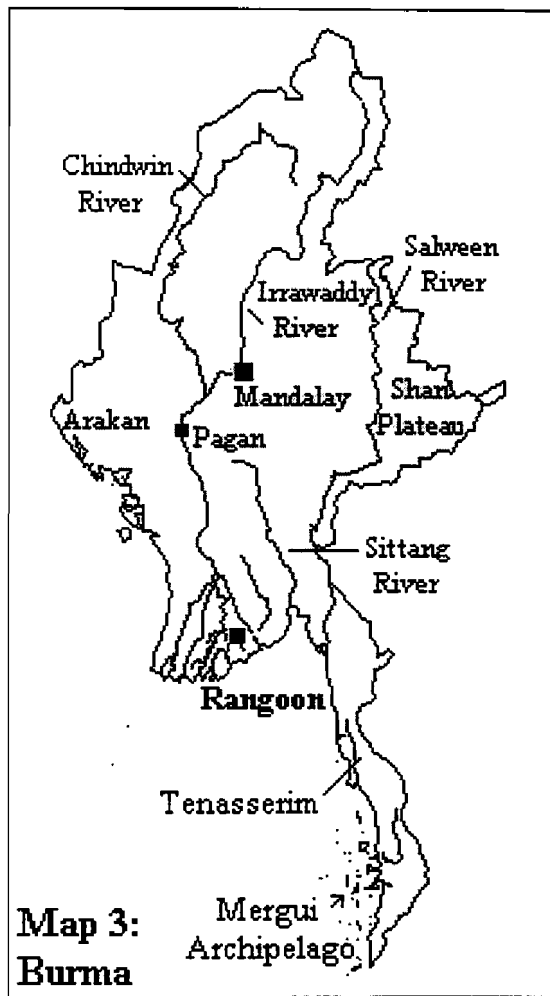 Chindwin
River
Salween
River
Irrawaddy
River
Mandalay
Shan
Plateau
Arakan
Pagan
Sittang
River
Rangoon
Tenasserim
Mergui
Archipelago
Map 3:
Burma